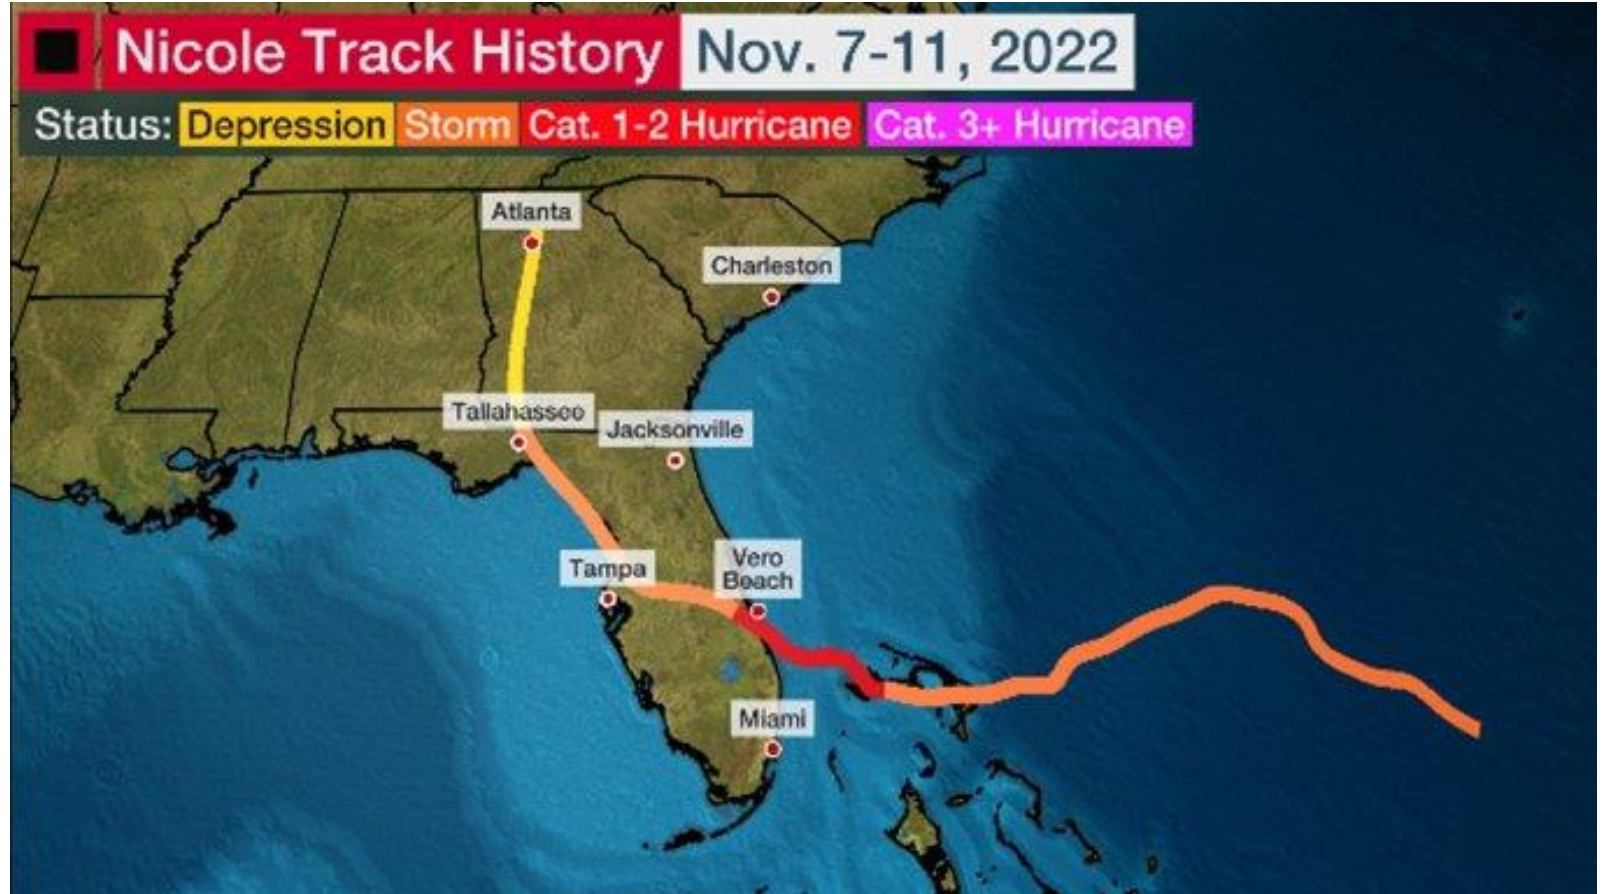 Nicole Track History Nov. 7-11, 2022
Status: Depression Storm Cat. 1-2 Hurricane Cat. 3+ Hurricane
Atlanta
Charleston
Tallahassee
Jacksonville
Tampa
Vero
Beach
Miami